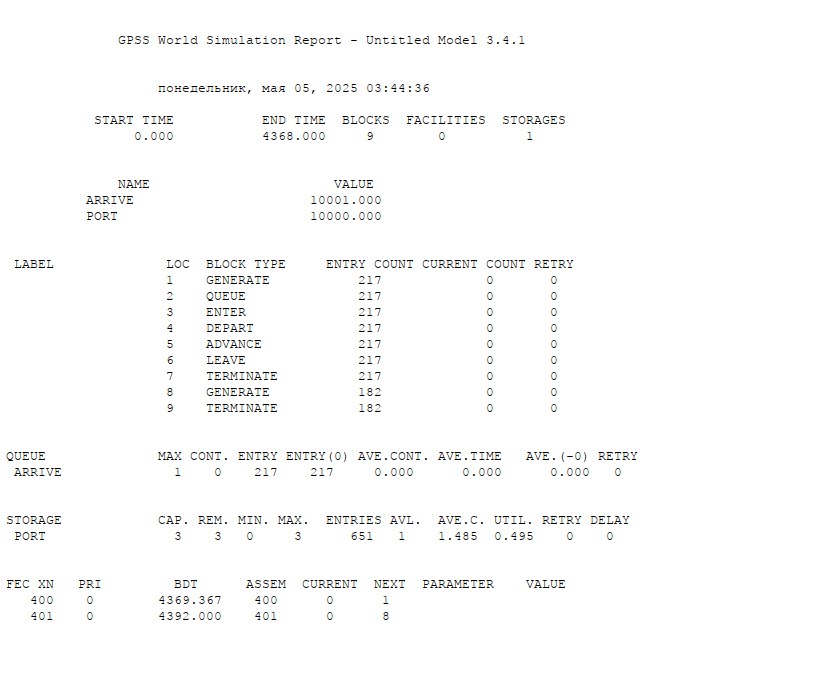 GPSS World Simulation Report - Untitled Model 3.4.1
понедельник, мая 05, 2025 03:44:36
START TIME END TIME BLOCKS FACILITIES STORAGES
0.000 4368.000 9 0 1
NAME VALUE
ARRIVE 10001.000
PORT 10000.000
LABEL LOC BLOCK TYPE ENTRY COUNT CURRENT COUNT RETRY
1 GENERATE 217 0 0
2 QUEUE 217 0 0
3 ENTER 217 0 0
4 DEPART 217 0 0
5 ADVANCE 217 0 0
6 LEAVE 217 0 0
7 TERMINATE 217 0 0
8 GENERATE 182 0 0
9 TERMINATE 182 0 0
QUEUE MAX CONT. ENTRY ENTRY(0) AVE.CONT. AVE.TIME AVE.(-0) RETRY
ARRIVE 1 0 217 217 0.000 0.000 0.000 0
STORAGE CAP. REM. MIN. MAX. ENTRIES AVL. AVE.C. UTIL. RETRY DELAY
PORT 3 3 0 3 651 1 1.485 0.495 0 0
FEC XN PRI BDT ASSEM CURRENT NEXT PARAMETER VALUE
400 0 4369.367 400 0 1
401 0 4392.000 401 0 8